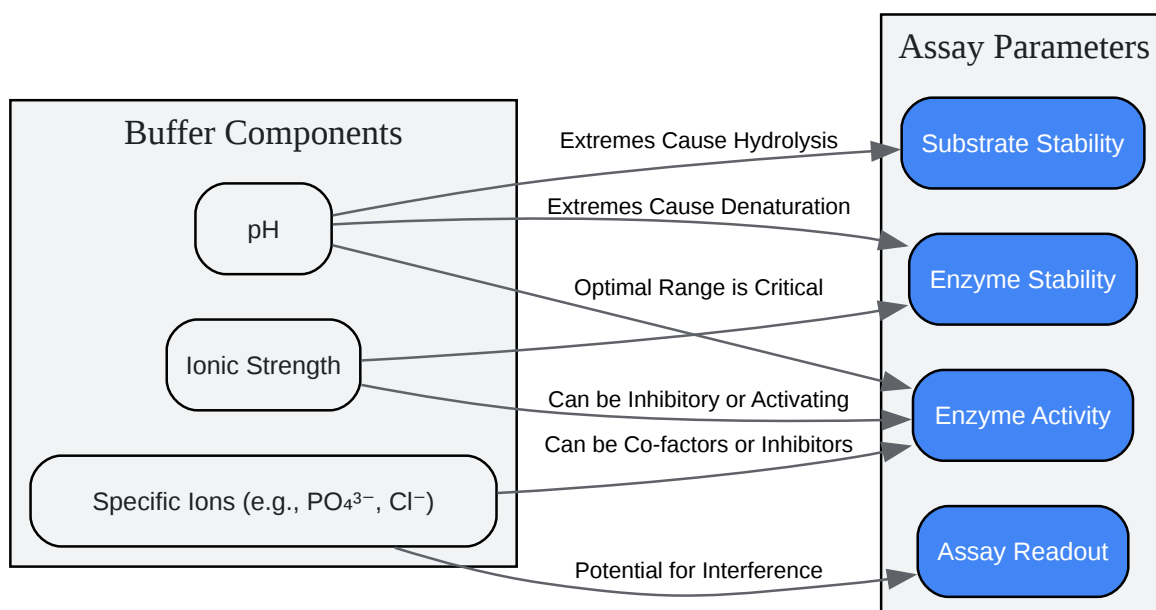 Buffer Components
pH
Ionic Strength
Specific Ions (e.g., PO₄³⁻, Cl⁻)
Extremes Cause Hydrolysis
Extremes Cause Denaturation
Optimal Range is Critical
Can be Inhibitory or Activating
Can be Co-factors or Inhibitors
Potential for Interference
Assay Parameters
Substrate Stability
Enzyme Stability
Enzyme Activity
Assay Readout